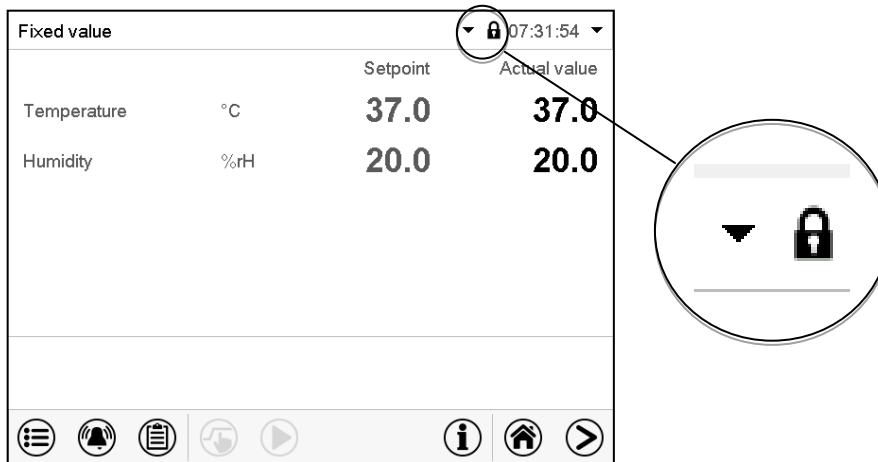 Fixed value 07:31:54
Setpoint Actual value
Temperature °C 37.0 37.0
Humidity %rH 20.0 20.0